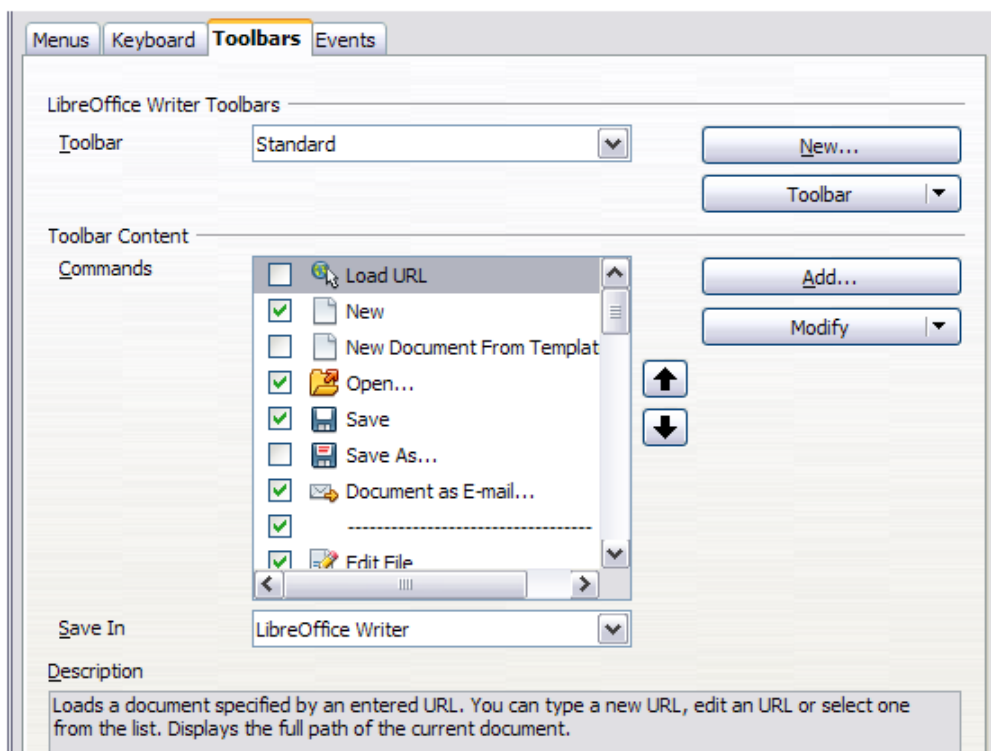 Menus Keyboard Toolbars Events
LibreOffice Writer Toolbars
Toolbar Standard New...
Toolbar
Toolbar Content
Commands Load URL Add...
New
Modify
New Document From Templat
Open...
Save
Save As...
Document as E-mail...
----------------------------------
Edit File
Save In LibreOffice Writer
Description
Loads a document specified by an entered URL. You can type a new URL, edit an URL or select one
from the list. Displays the full path of the current document.